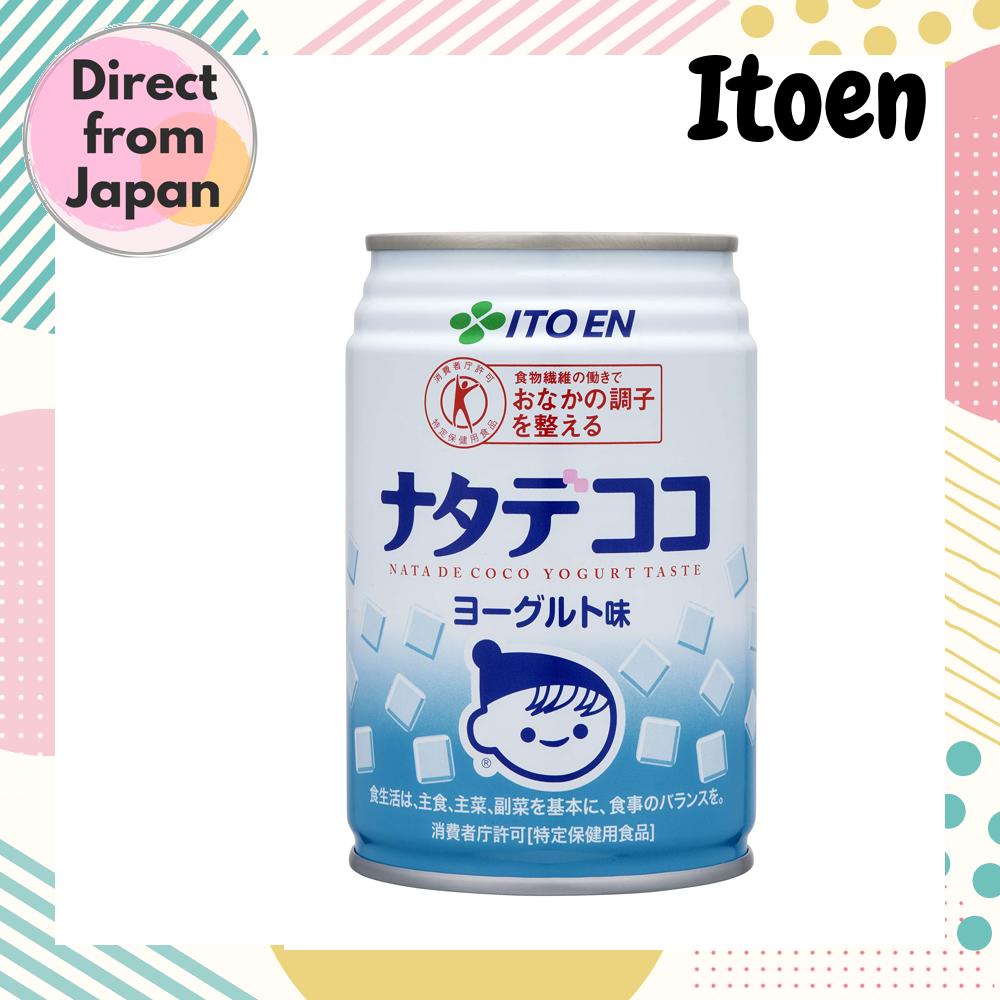 Direct
from
Japan
Itoen
ITO EN
消費者庁許可
特定保健用食品
食物繊維の働きで
おなかの調子
を整える
ナタデココ
NATA DE COCO YOGURT TASTE
ヨーグルト味
®
食生活は、主食、主菜、副菜を基本に、食事のバランスを。
消費者庁許可[特定保健用食品]